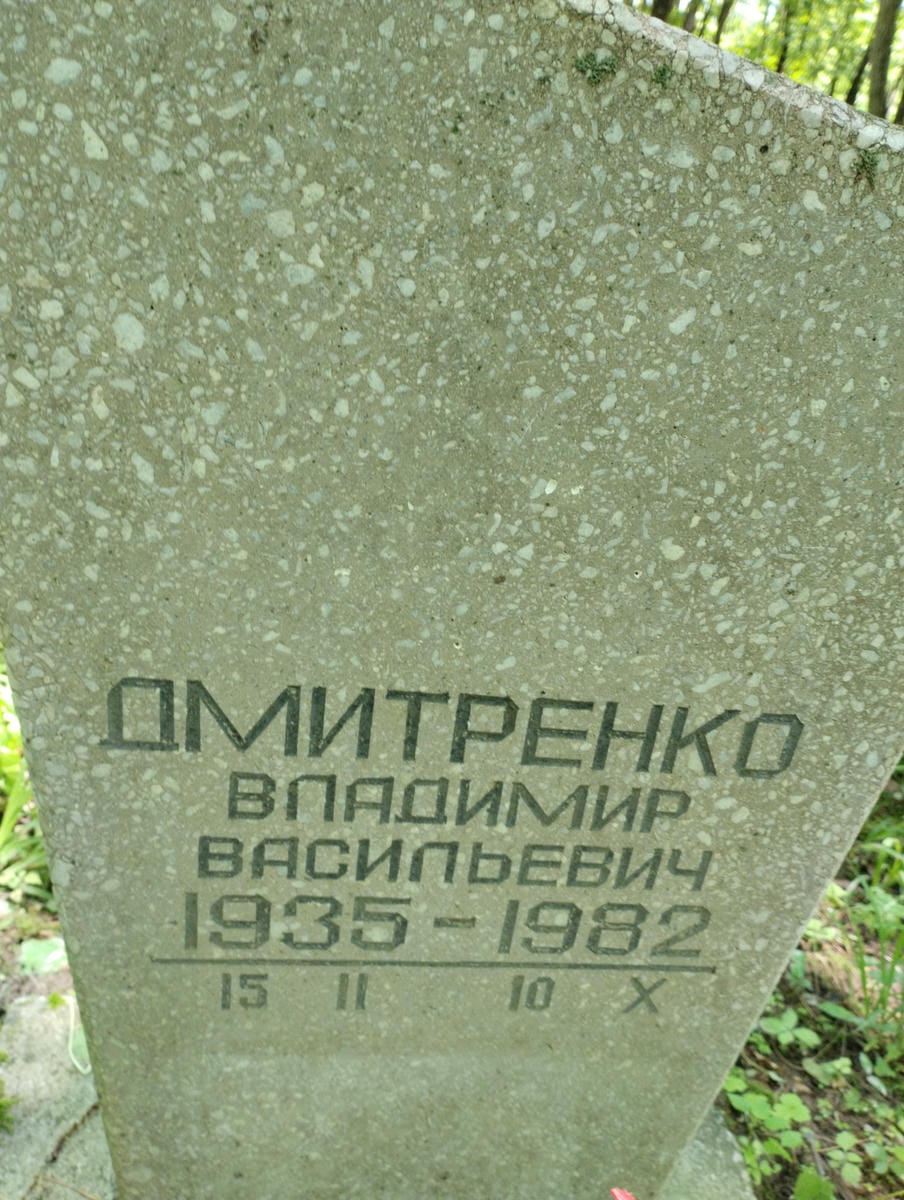 ДМИТРЕНКО
ВЛАДИМИР
ВАСИЛЬЕВИЧ
1935 - 1982
15 II 10 X